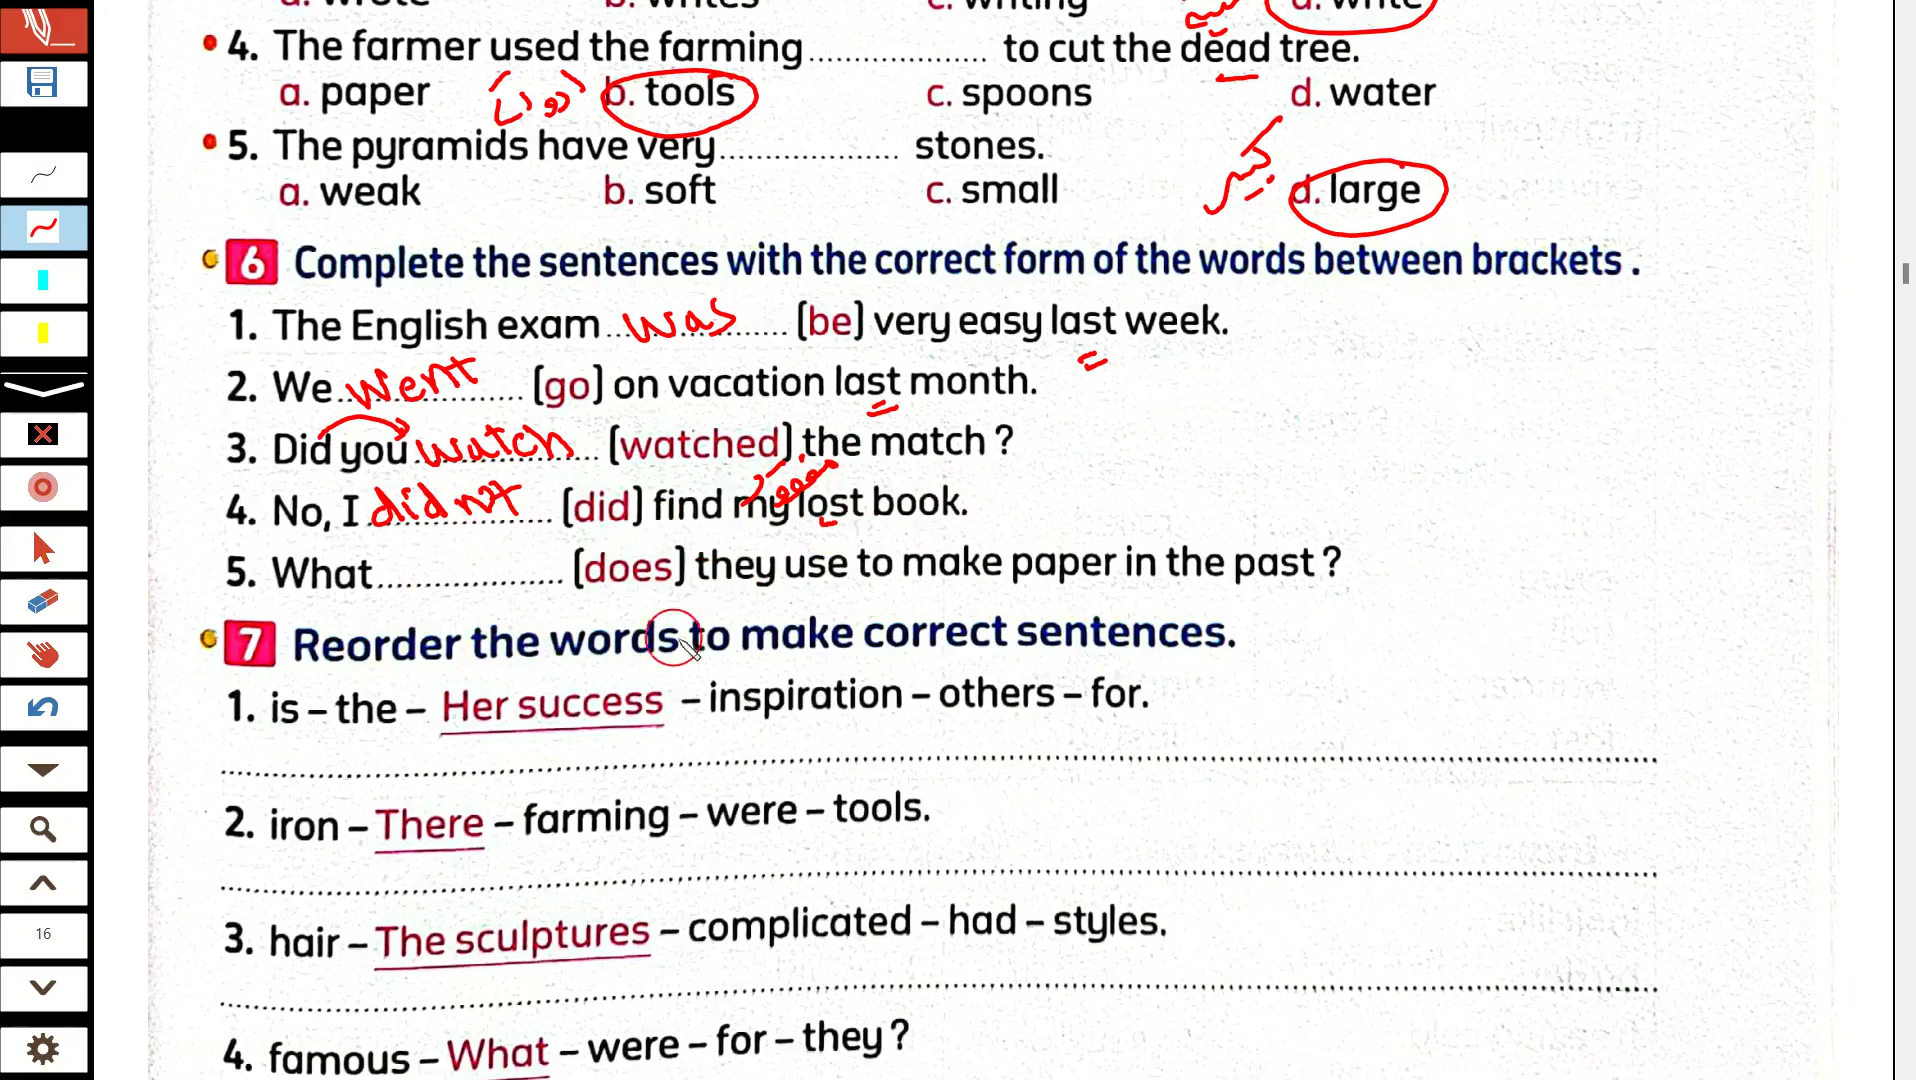 a. wrote b. writes c. writing d. write
4. The farmer used the farming .................... to cut the dead tree.
a. paper b. tools c. spoons d. water
5. The pyramids have very .................... stones.
كبير
a. weak b. soft c. small d. large
6 Complete the sentences with the correct form of the words between brackets .
1. The English exam was [be] very easy last week.
2. We went [go] on vacation last month.
3. Did you watch [watched] the match ?
4. No, I didn't [did] find my lost book.
5. What .................... [does] they use to make paper in the past ?
7 Reorder the words to make correct sentences.
1. is – the – Her success – inspiration – others – for.
2. iron – There – farming – were – tools.
3. hair – The sculptures – complicated – had – styles.
4. famous – What – were – for – they ?
16